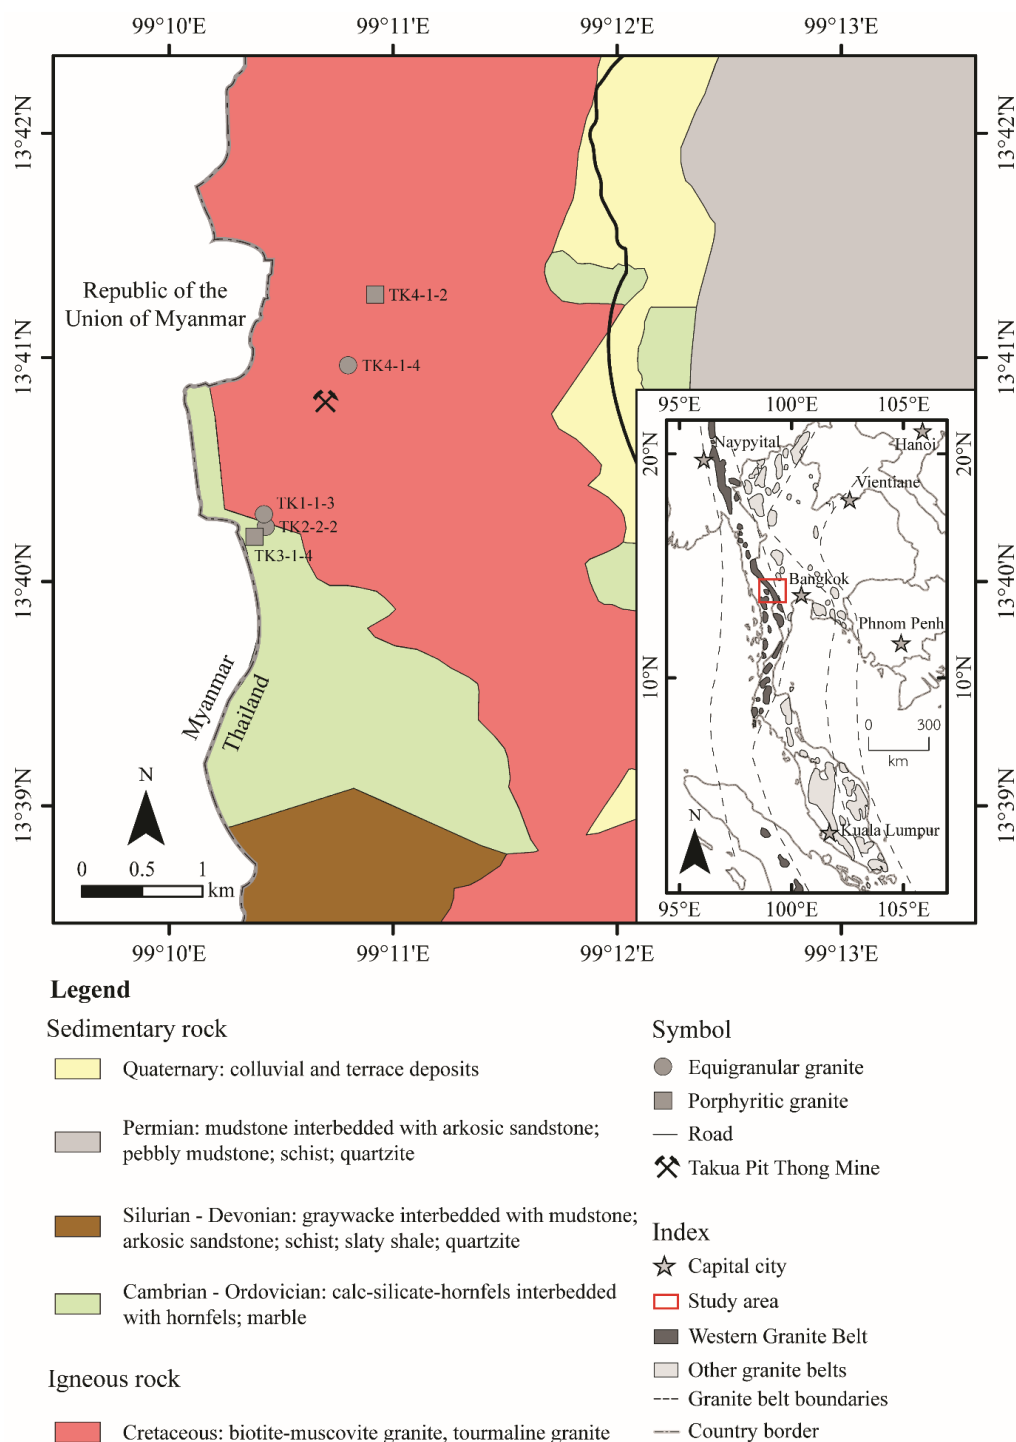 99°10'E
99°11'E
99°12'E
99°13'E
13°42'N
13°42'N
TK4-1-2
Republic of the
Union of Myanmar
13°41'N
13°41'N
TK4-1-4
95°E
100°E
105°E
20°N
20°N
Naypyital
Hanoi
Vientiane
TK1-1-3
TK2-2-2
TK3-1-4
13°40'N
13°40'N
Bangkok
Phnom Penh
10°N
10°N
Myanmar
Thailand
0
300
km
N
13°39'N
13°39'N
N
Kuala Lumpur
0
0.5
1
km
95°E
100°E
105°E
99°10'E
99°11'E
99°12'E
99°13'E
Legend
Sedimentary rock
Quaternary: colluvial and terrace deposits
Permian: mudstone interbedded with arkosic sandstone;
pebbly mudstone; schist; quartzite
Silurian - Devonian: graywacke interbedded with mudstone;
arkosic sandstone; schist; slaty shale; quartzite
Cambrian - Ordovician: calc-silicate-hornfels interbedded
with hornfels; marble
Igneous rock
Cretaceous: biotite-muscovite granite, tourmaline granite
Symbol
Equigranular granite
Porphyritic granite
Road
Takua Pit Thong Mine
Index
Capital city
Study area
Western Granite Belt
Other granite belts
Granite belt boundaries
Country border